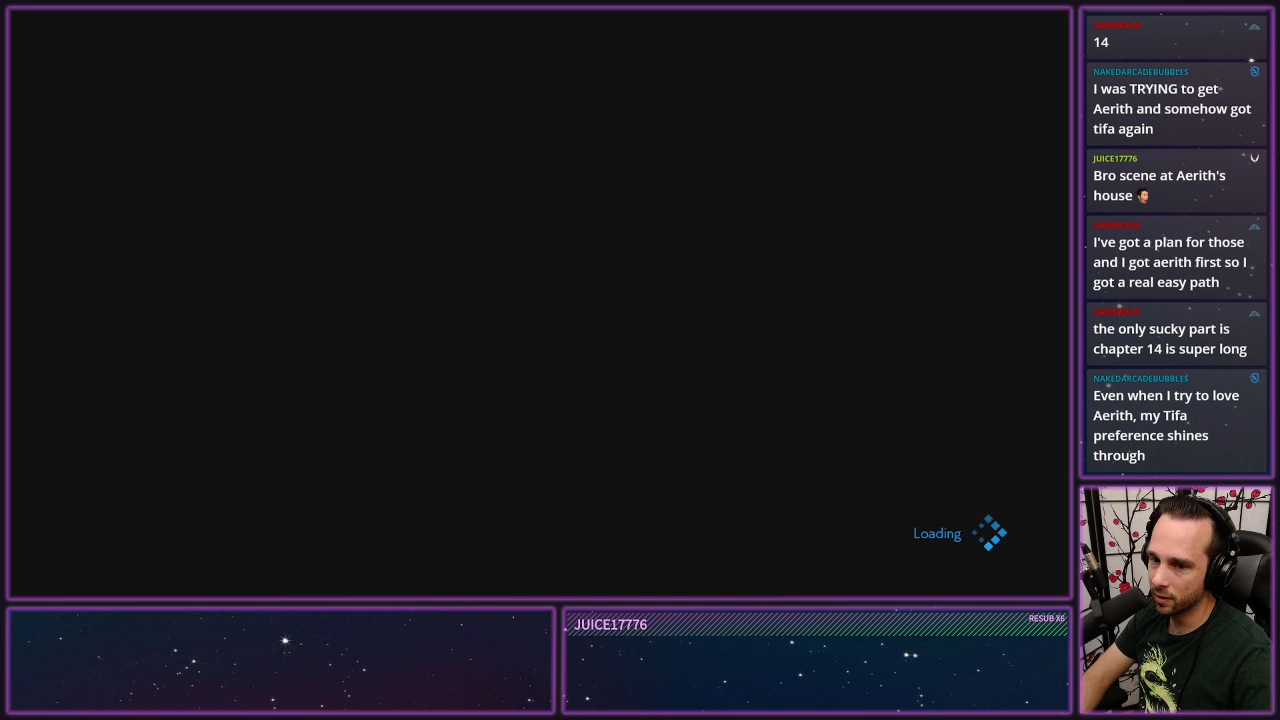 14
NAKEDARCADEBUBBLES
I was TRYING to get
Aerith and somehow got
tifa again
JUICE17776
Bro scene at Aerith's
house
I've got a plan for those
and I got aerith first so I
got a real easy path
the only sucky part is
chapter 14 is super long
NAKEDARCADEBUBBLES
Even when I try to love
Aerith, my Tifa
preference shines
through
Loading
JUICE17776
RESUB X6